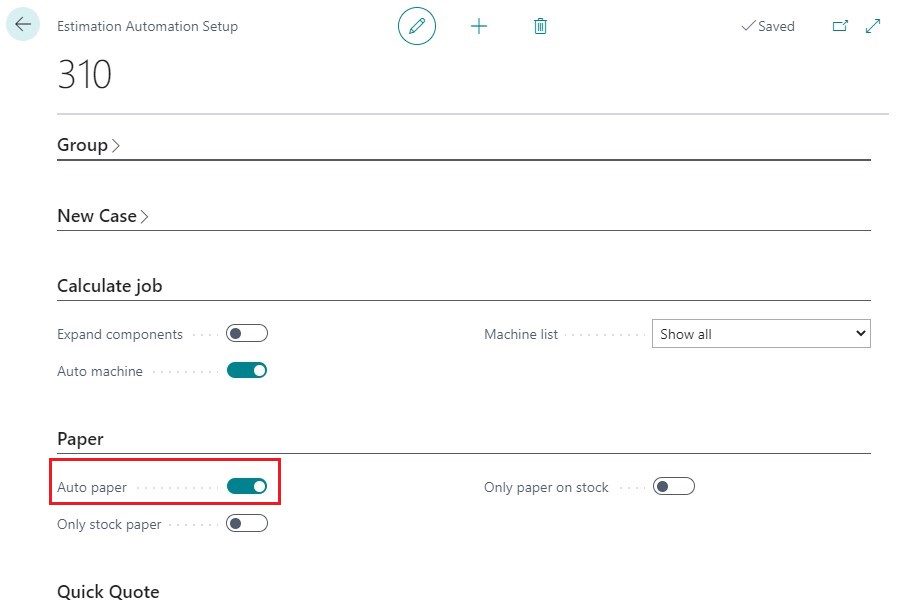 Estimation Automation Setup
Saved
310
Group
New Case
Calculate job
Expand components
Machine list
Show all
Auto machine
Paper
Auto paper
Only paper on stock
Only stock paper
Quick Quote